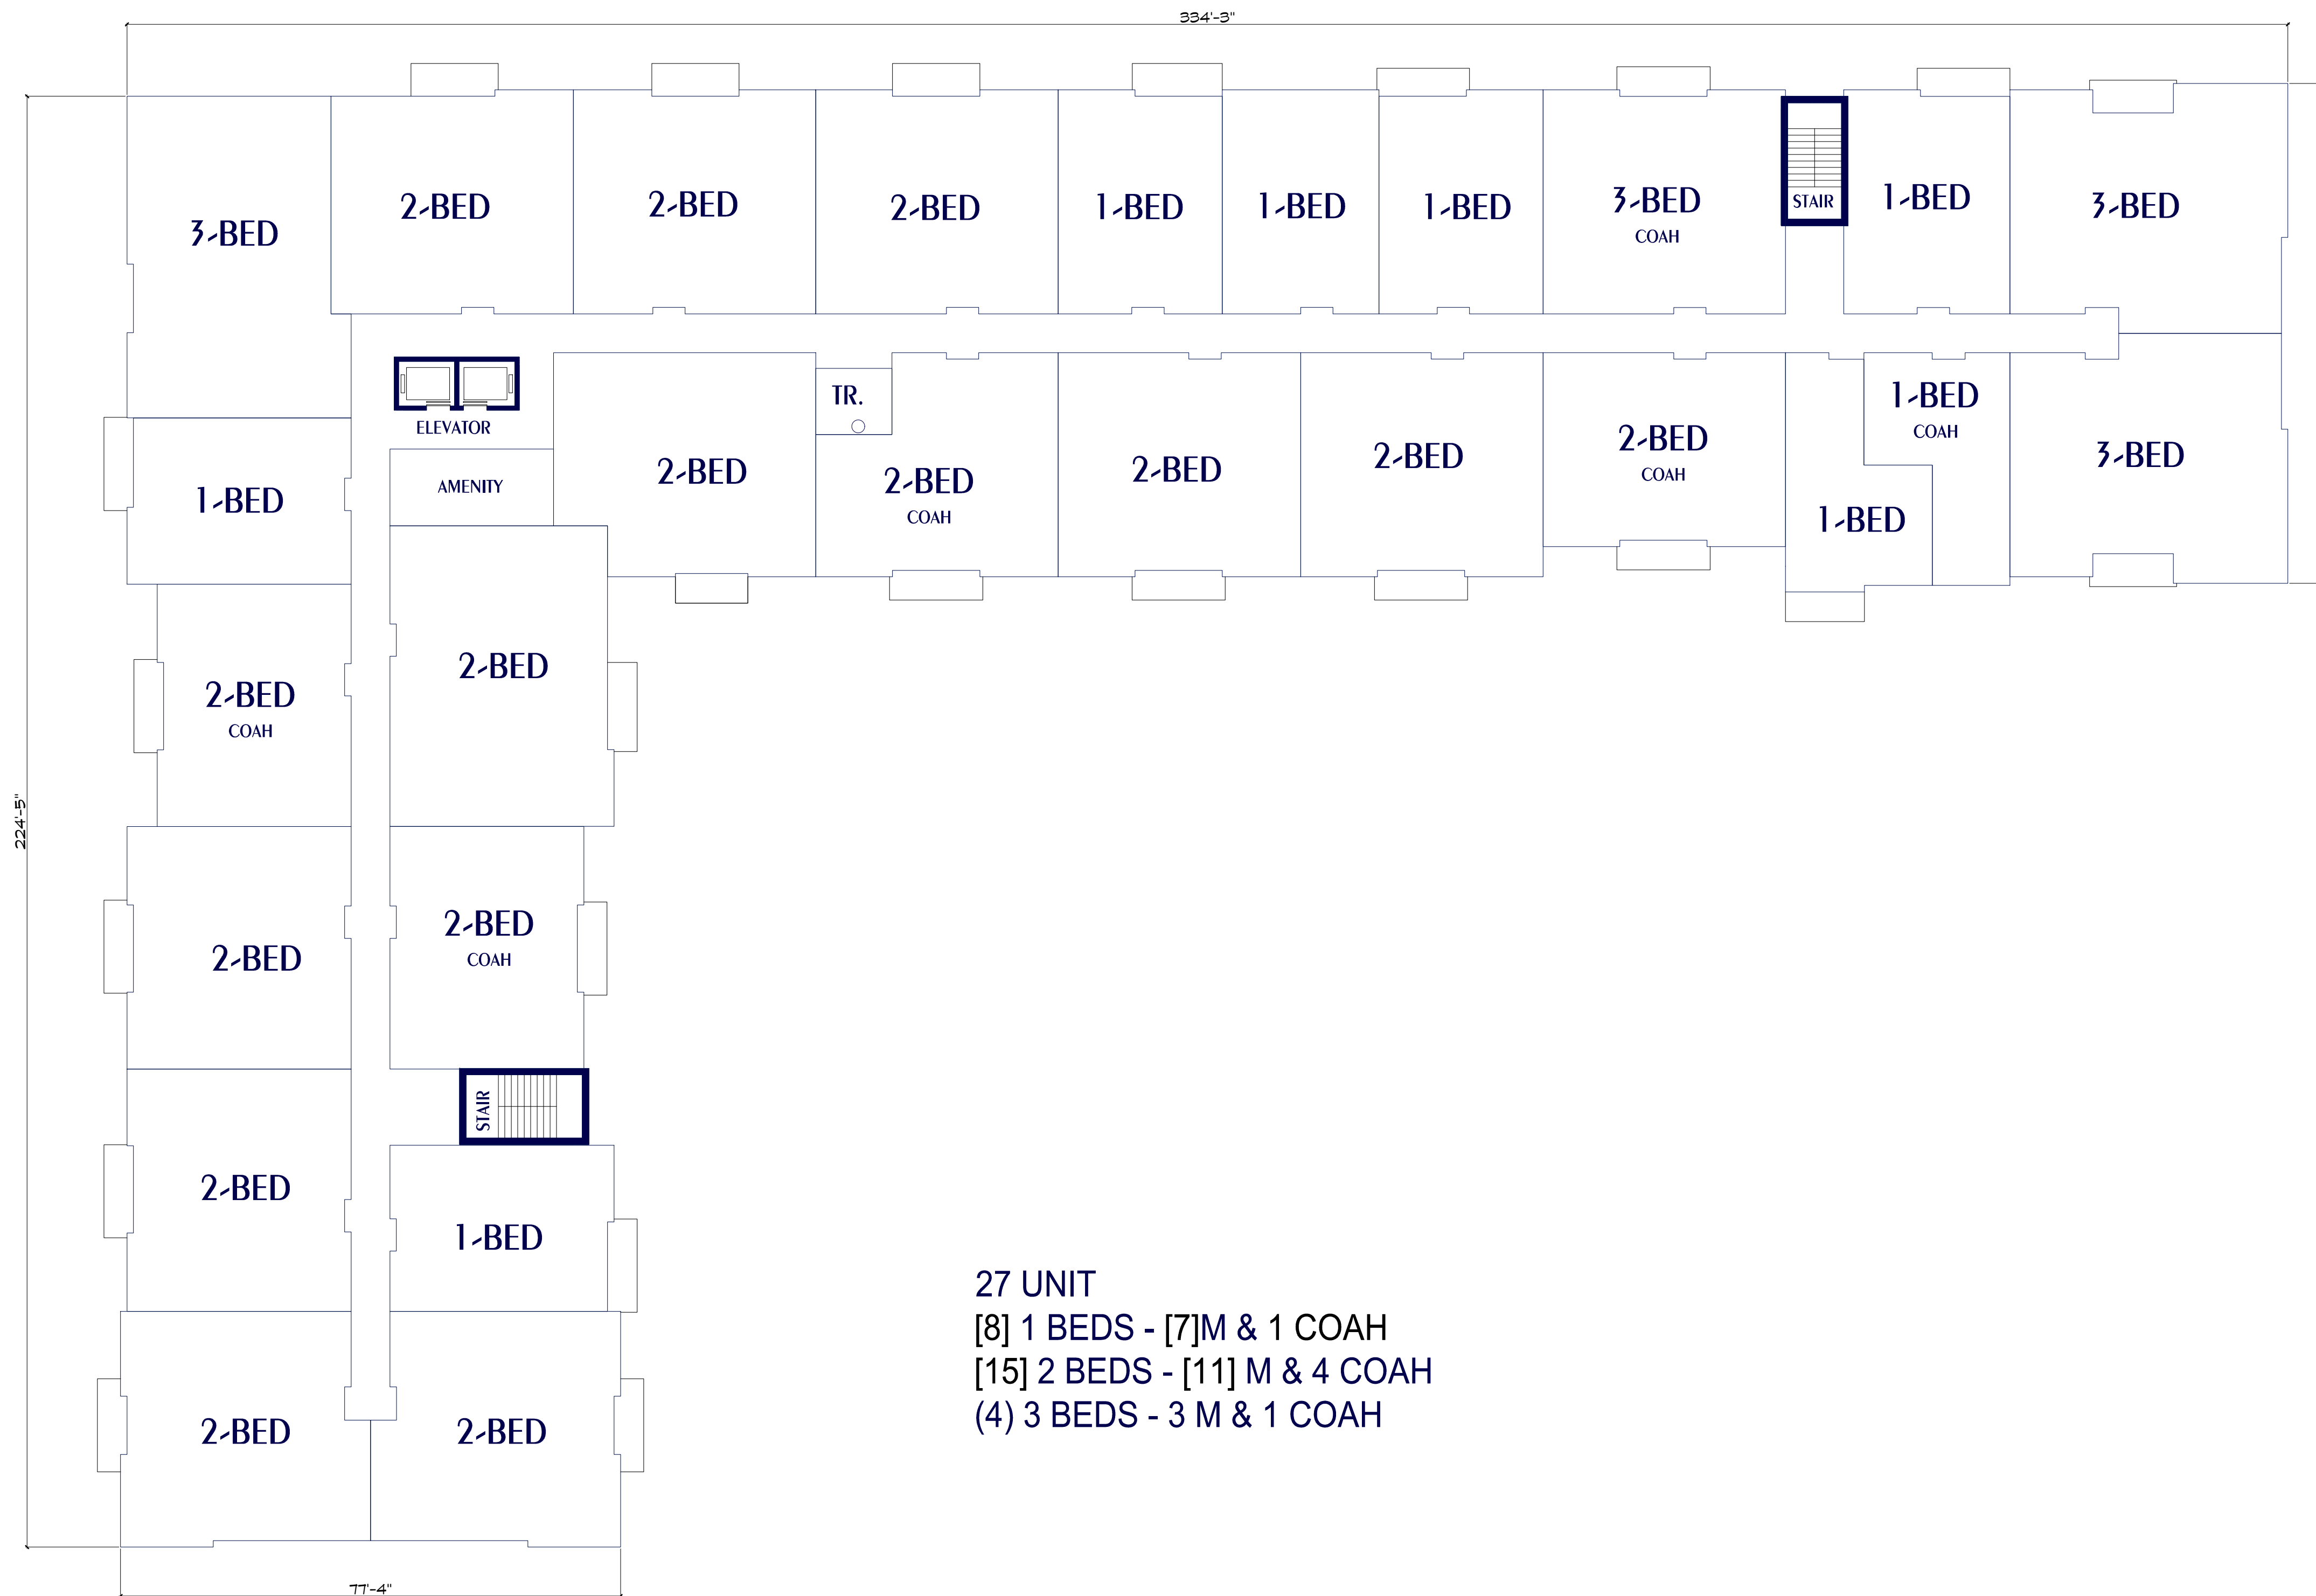 334'-3"
224'-5"
3-BED
2-BED
2-BED
2-BED
1-BED
1-BED
1-BED
3-BED
COAH
STAIR
1-BED
3-BED
ELEVATOR
AMENITY
2-BED
TR.
2-BED
COAH
2-BED
2-BED
2-BED
COAH
1-BED
1-BED
COAH
3-BED
1-BED
2-BED
COAH
2-BED
2-BED
2-BED
COAH
STAIR
2-BED
1-BED
2-BED
2-BED
27 UNIT
[8] 1 BEDS - [7]M & 1 COAH
[15] 2 BEDS - [11] M & 4 COAH
(4) 3 BEDS - 3 M & 1 COAH
77'-4"